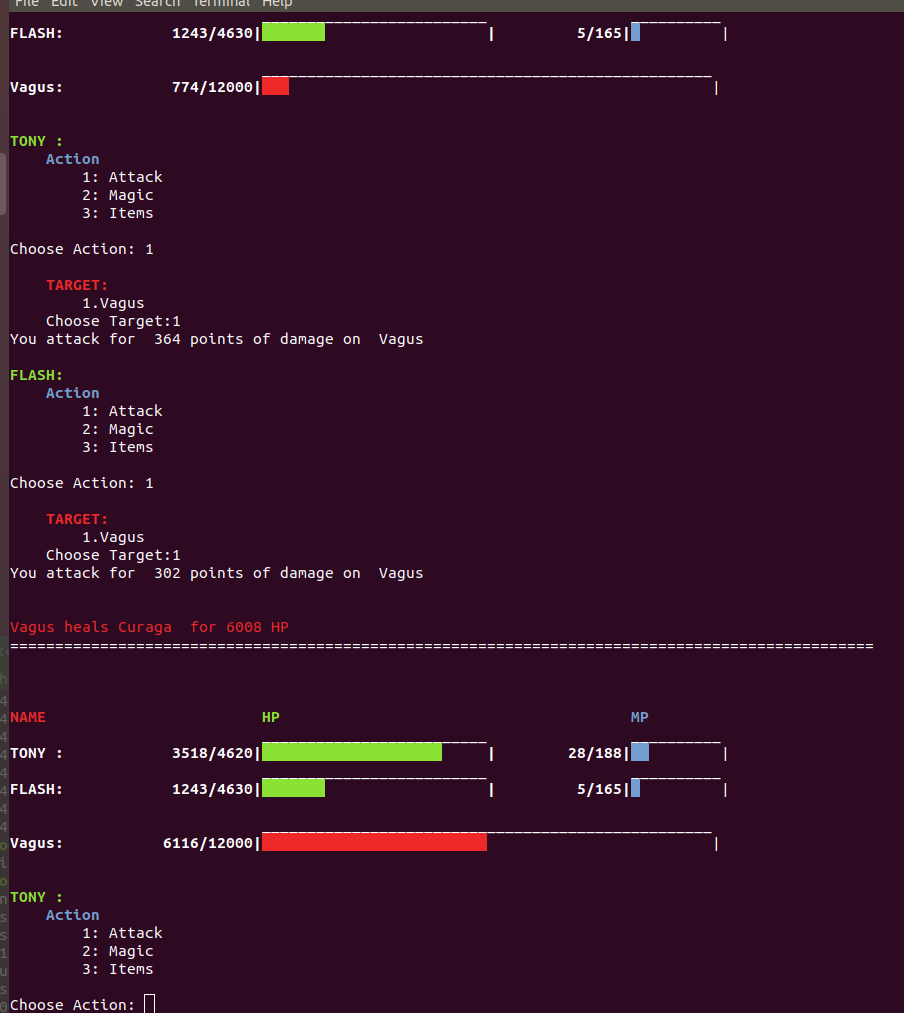 File Edit View Search Terminal Help
FLASH: 1243/4630| | 5/165| |
Vagus: 774/12000| |
TONY :
Action
1: Attack
2: Magic
3: Items
Choose Action: 1
TARGET:
1.Vagus
Choose Target:1
You attack for 364 points of damage on Vagus
FLASH:
Action
1: Attack
2: Magic
3: Items
Choose Action: 1
TARGET:
1.Vagus
Choose Target:1
You attack for 302 points of damage on Vagus
Vagus heals Curaga for 6008 HP
================================================================================================
NAME HP MP
TONY : 3518/4620| | 28/188| |
FLASH: 1243/4630| | 5/165| |
Vagus: 6116/12000| |
TONY :
Action
1: Attack
2: Magic
3: Items
Choose Action: